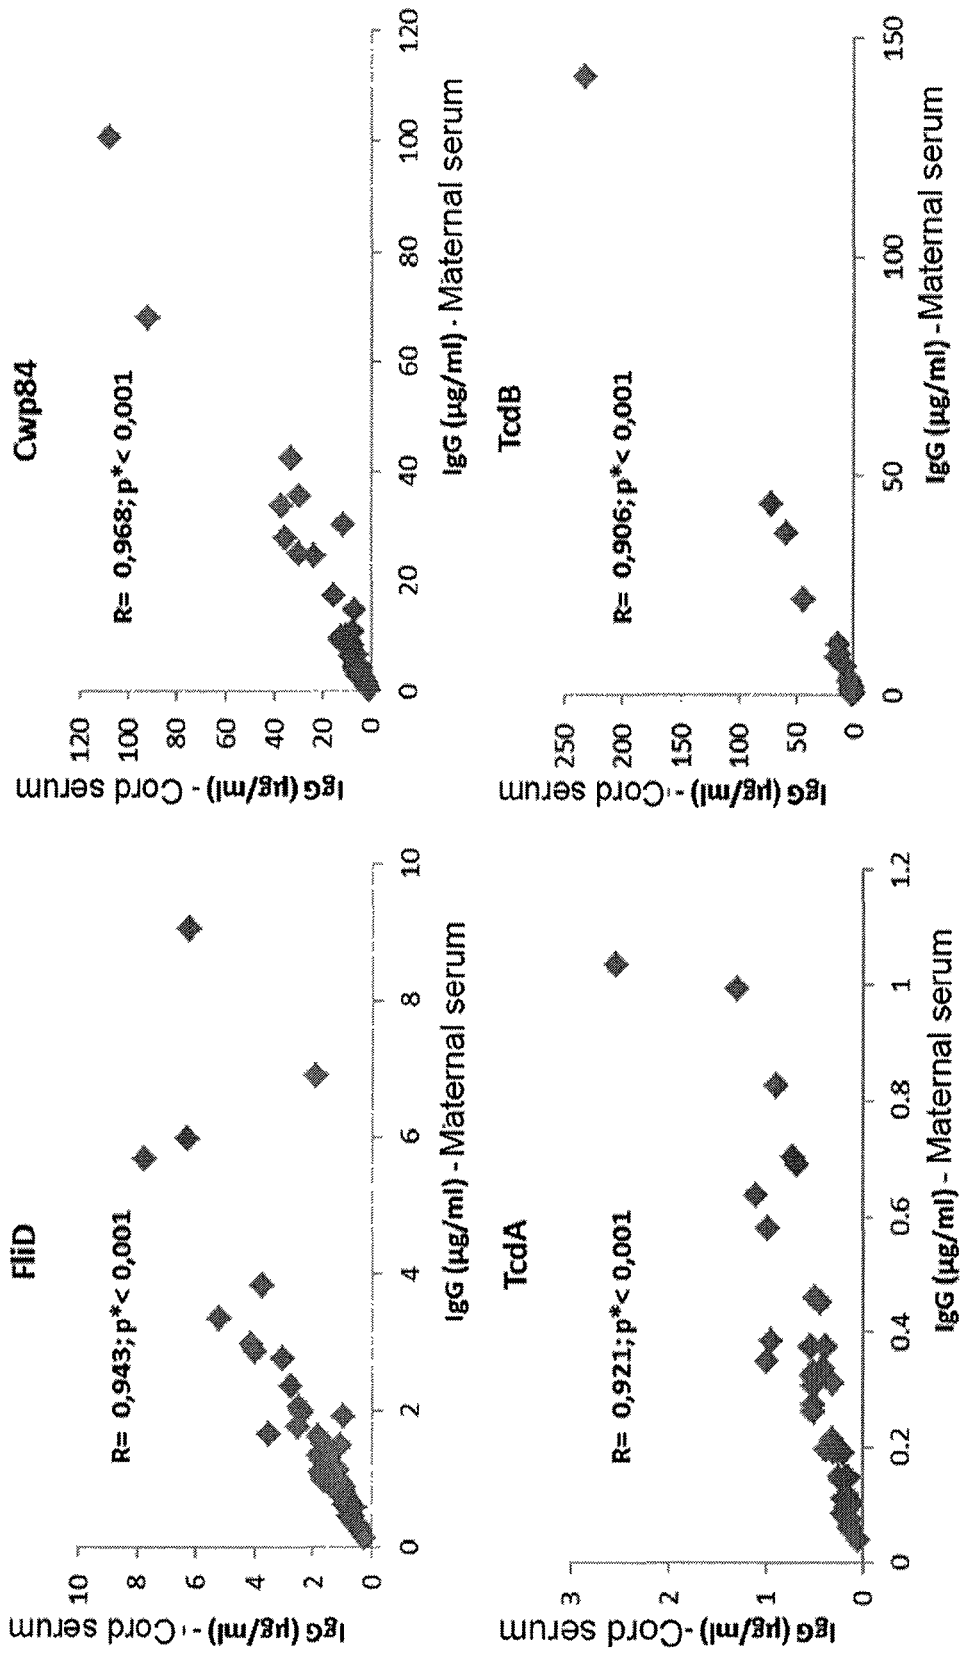 FliD
R= 0,943; p*< 0,001
IgG (µg/ml) - Cord serum
10
8
6
4
2
0
0 2 4 6 8 10
IgG (µg/ml) - Maternal serum
Cwp84
R= 0,968; p*< 0,001
IgG (µg/ml) - Cord serum
120
100
80
60
40
20
0
0 20 40 60 80 100 120
IgG (µg/ml) - Maternal serum
TcdA
R= 0,921; p*< 0,001
IgG (µg/ml) - Cord serum
3
2
1
0
0 0.2 0.4 0.6 0.8 1 1.2
IgG (µg/ml) - Maternal serum
TcdB
R= 0,906; p*< 0,001
IgG (µg/ml) - Cord serum
250
200
150
100
50
0
0 50 100 150
IgG (µg/ml) - Maternal serum